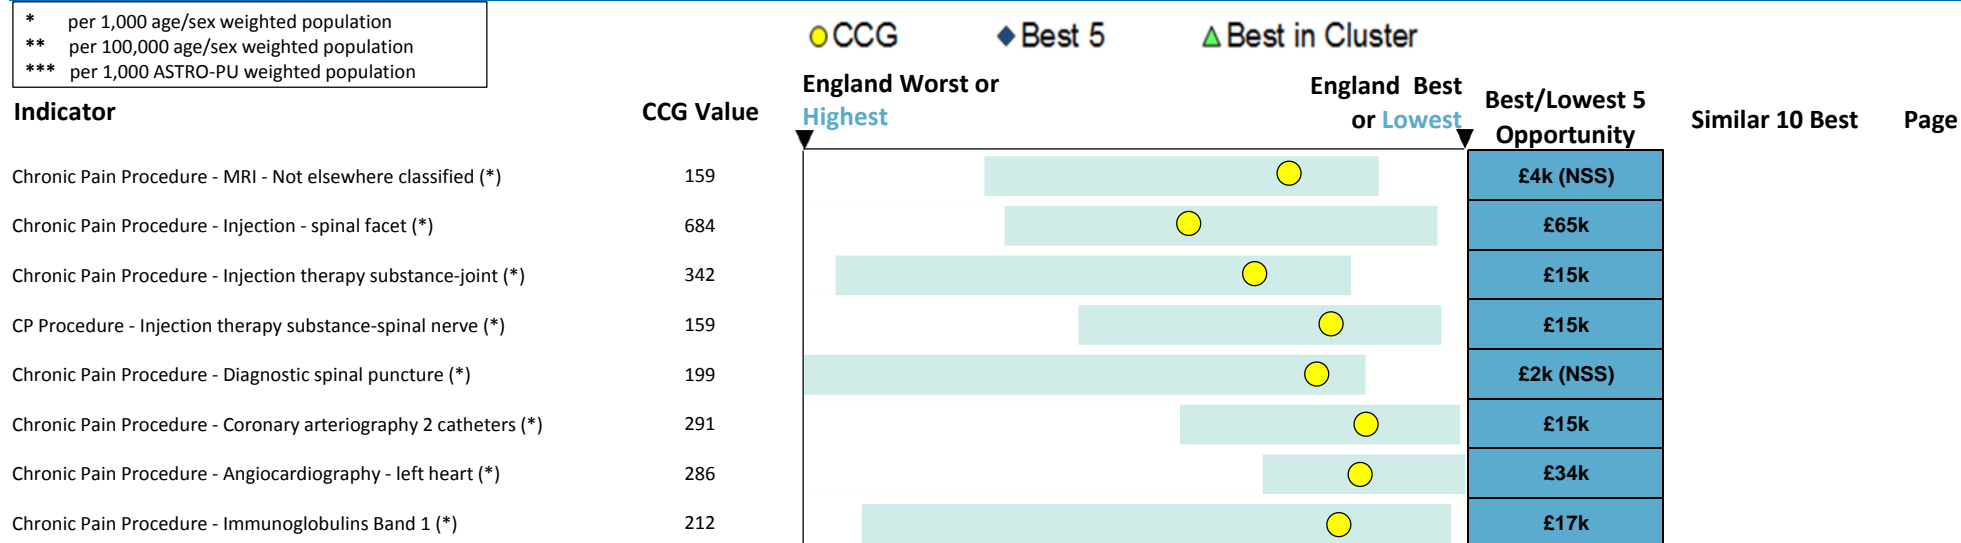 * per 1,000 age/sex weighted population
** per 100,000 age/sex weighted population
*** per 1,000 ASTRO-PU weighted population
CCG Best 5 Best in Cluster
Indicator CCG Value England Worst or Highest England Best or Lowest Best/Lowest 5 Opportunity Similar 10 Best Page
Chronic Pain Procedure - MRI - Not elsewhere classified (*) 159 £4k (NSS)
Chronic Pain Procedure - Injection - spinal facet (*) 684 £65k
Chronic Pain Procedure - Injection therapy substance-joint (*) 342 £15k
CP Procedure - Injection therapy substance-spinal nerve (*) 159 £15k
Chronic Pain Procedure - Diagnostic spinal puncture (*) 199 £2k (NSS)
Chronic Pain Procedure - Coronary arteriography 2 catheters (*) 291 £15k
Chronic Pain Procedure - Angiocardiography - left heart (*) 286 £34k
Chronic Pain Procedure - Immunoglobulins Band 1 (*) 212 £17k